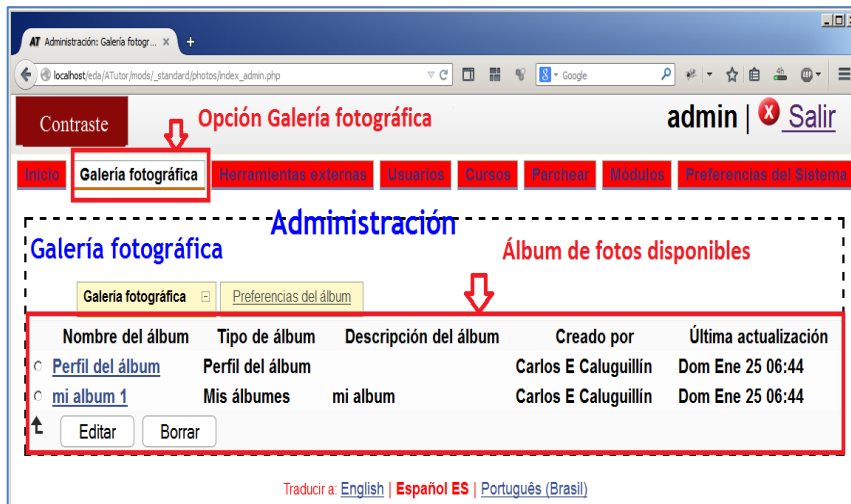 AT Administración: Galería fotogr... × +
localhost/eda/ATutor/mods/_standard/photos/index_admin.php
8 Google
Contraste
Opción Galería fotográfica
admin | X Salir
Inicio Galería fotográfica Herramientas externas Usuarios Cursos Parchear Módulos Preferencias del Sistema
Administración
Galería fotográfica
Álbum de fotos disponibles
Galería fotográfica Preferencias del álbum
Nombre del álbum Tipo de álbum Descripción del álbum Creado por Última actualización
Perfil del álbum Perfil del álbum Carlos E Caluguillín Dom Ene 25 06:44
mi album 1 Mis álbumes mi album Carlos E Caluguillín Dom Ene 25 06:44
Editar Borrar
Traducir a: English | Español ES | Português (Brasil)